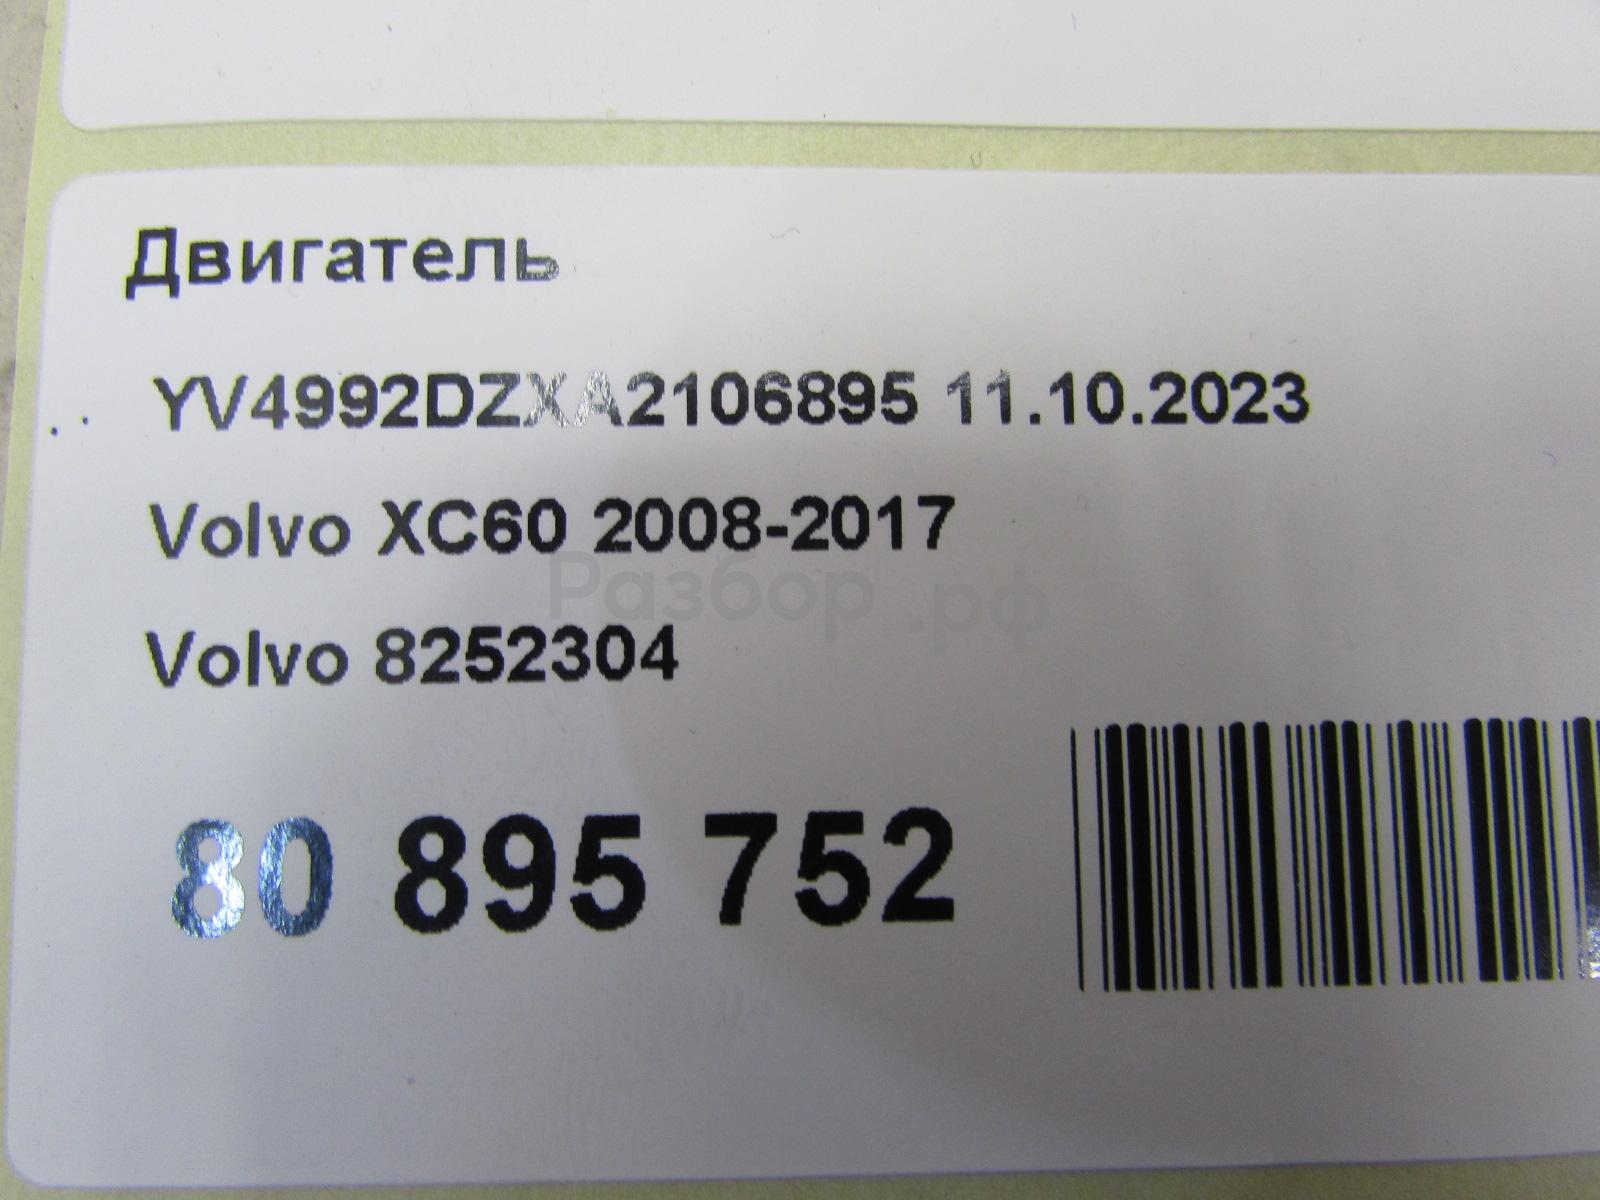 Двигатель
YV4992DZXA2106895 11.10.2023
Volvo XC60 2008-2017
Разбор.рф
Volvo 8252304
80 895 752